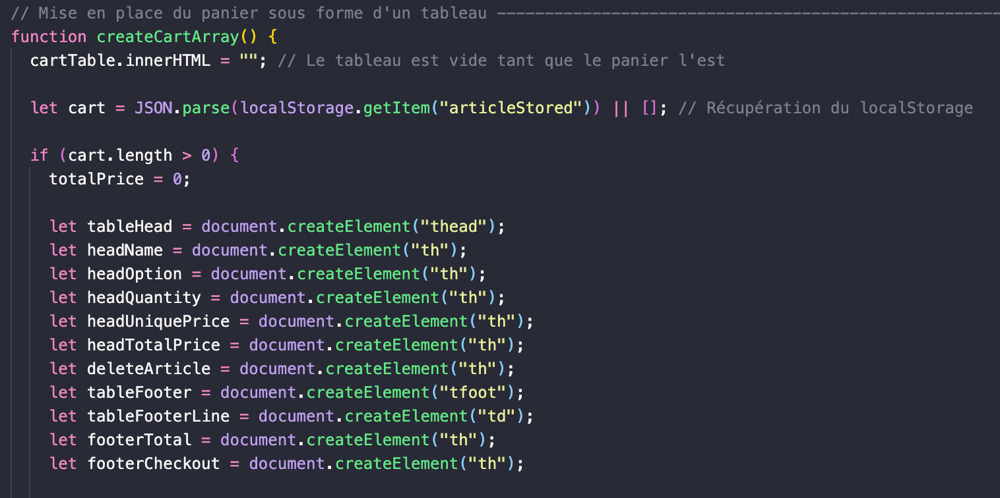 // Mise en place du panier sous forme d'un tableau -----------------------------------------------------
function createCartArray() {
cartTable.innerHTML = ""; // Le tableau est vide tant que le panier l'est
let cart = JSON.parse(localStorage.getItem("articleStored")) || []; // Récupération du localStorage
if (cart.length > 0) {
totalPrice = 0;
let tableHead = document.createElement("thead");
let headName = document.createElement("th");
let headOption = document.createElement("th");
let headQuantity = document.createElement("th");
let headUniquePrice = document.createElement("th");
let headTotalPrice = document.createElement("th");
let deleteArticle = document.createElement("th");
let tableFooter = document.createElement("tfoot");
let tableFooterLine = document.createElement("td");
let footerTotal = document.createElement("th");
let footerCheckout = document.createElement("th");